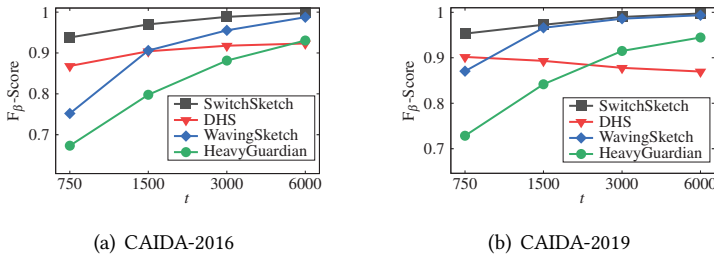 1
0.9
0.8
0.7
Fβ-Score
750
1500
3000
6000
t
SwitchSketch
DHS
WavingSketch
HeavyGuardian
(a) CAIDA-2016
1
0.9
0.8
0.7
Fβ-Score
750
1500
3000
6000
t
SwitchSketch
DHS
WavingSketch
HeavyGuardian
(b) CAIDA-2019